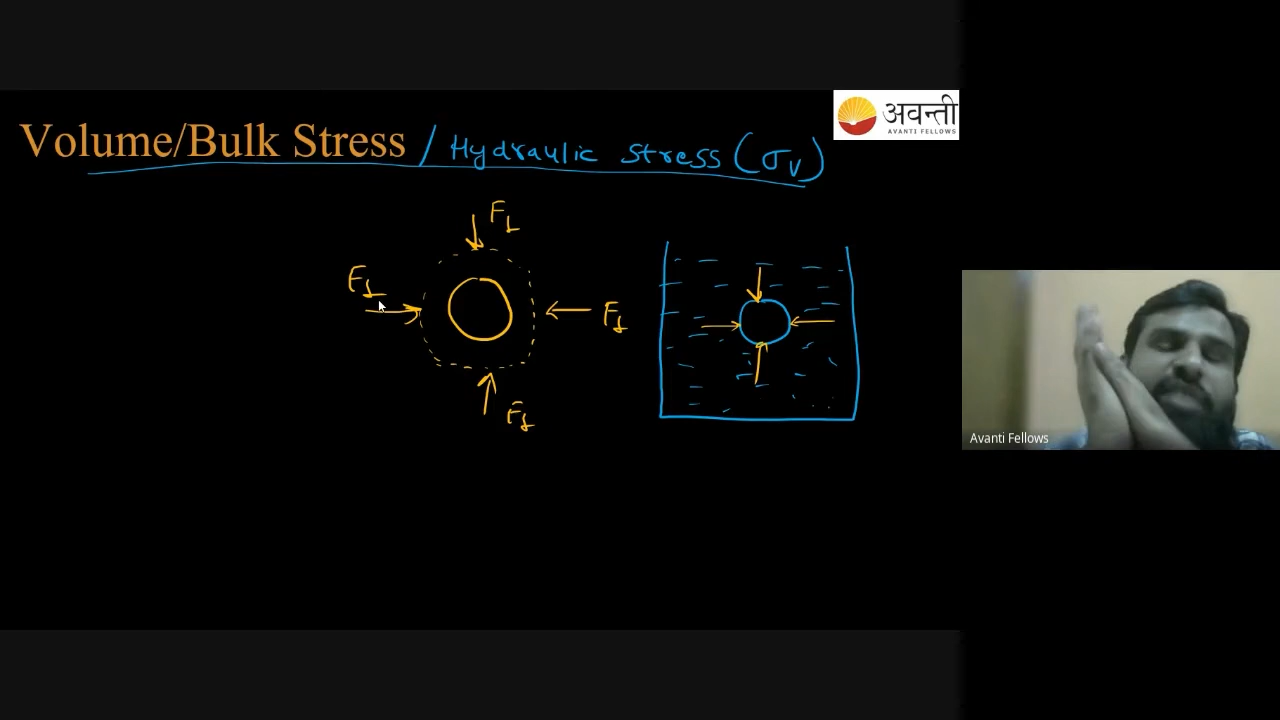 Volume/Bulk Stress / Hydraulic stress (σᵥ)
अवन्ती
AVANTI FELLOWS
F⊥
F⊥
F⊥
F⊥
Avanti Fellows